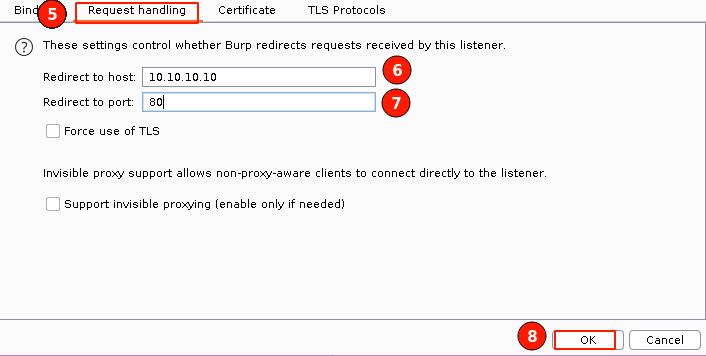 Bind 5 Request handling Certificate TLS Protocols
? These settings control whether Burp redirects requests received by this listener.
Redirect to host: 10.10.10.10 6
Redirect to port: 80 7
Force use of TLS
Invisible proxy support allows non-proxy-aware clients to connect directly to the listener.
Support invisible proxying (enable only if needed)
8 OK Cancel